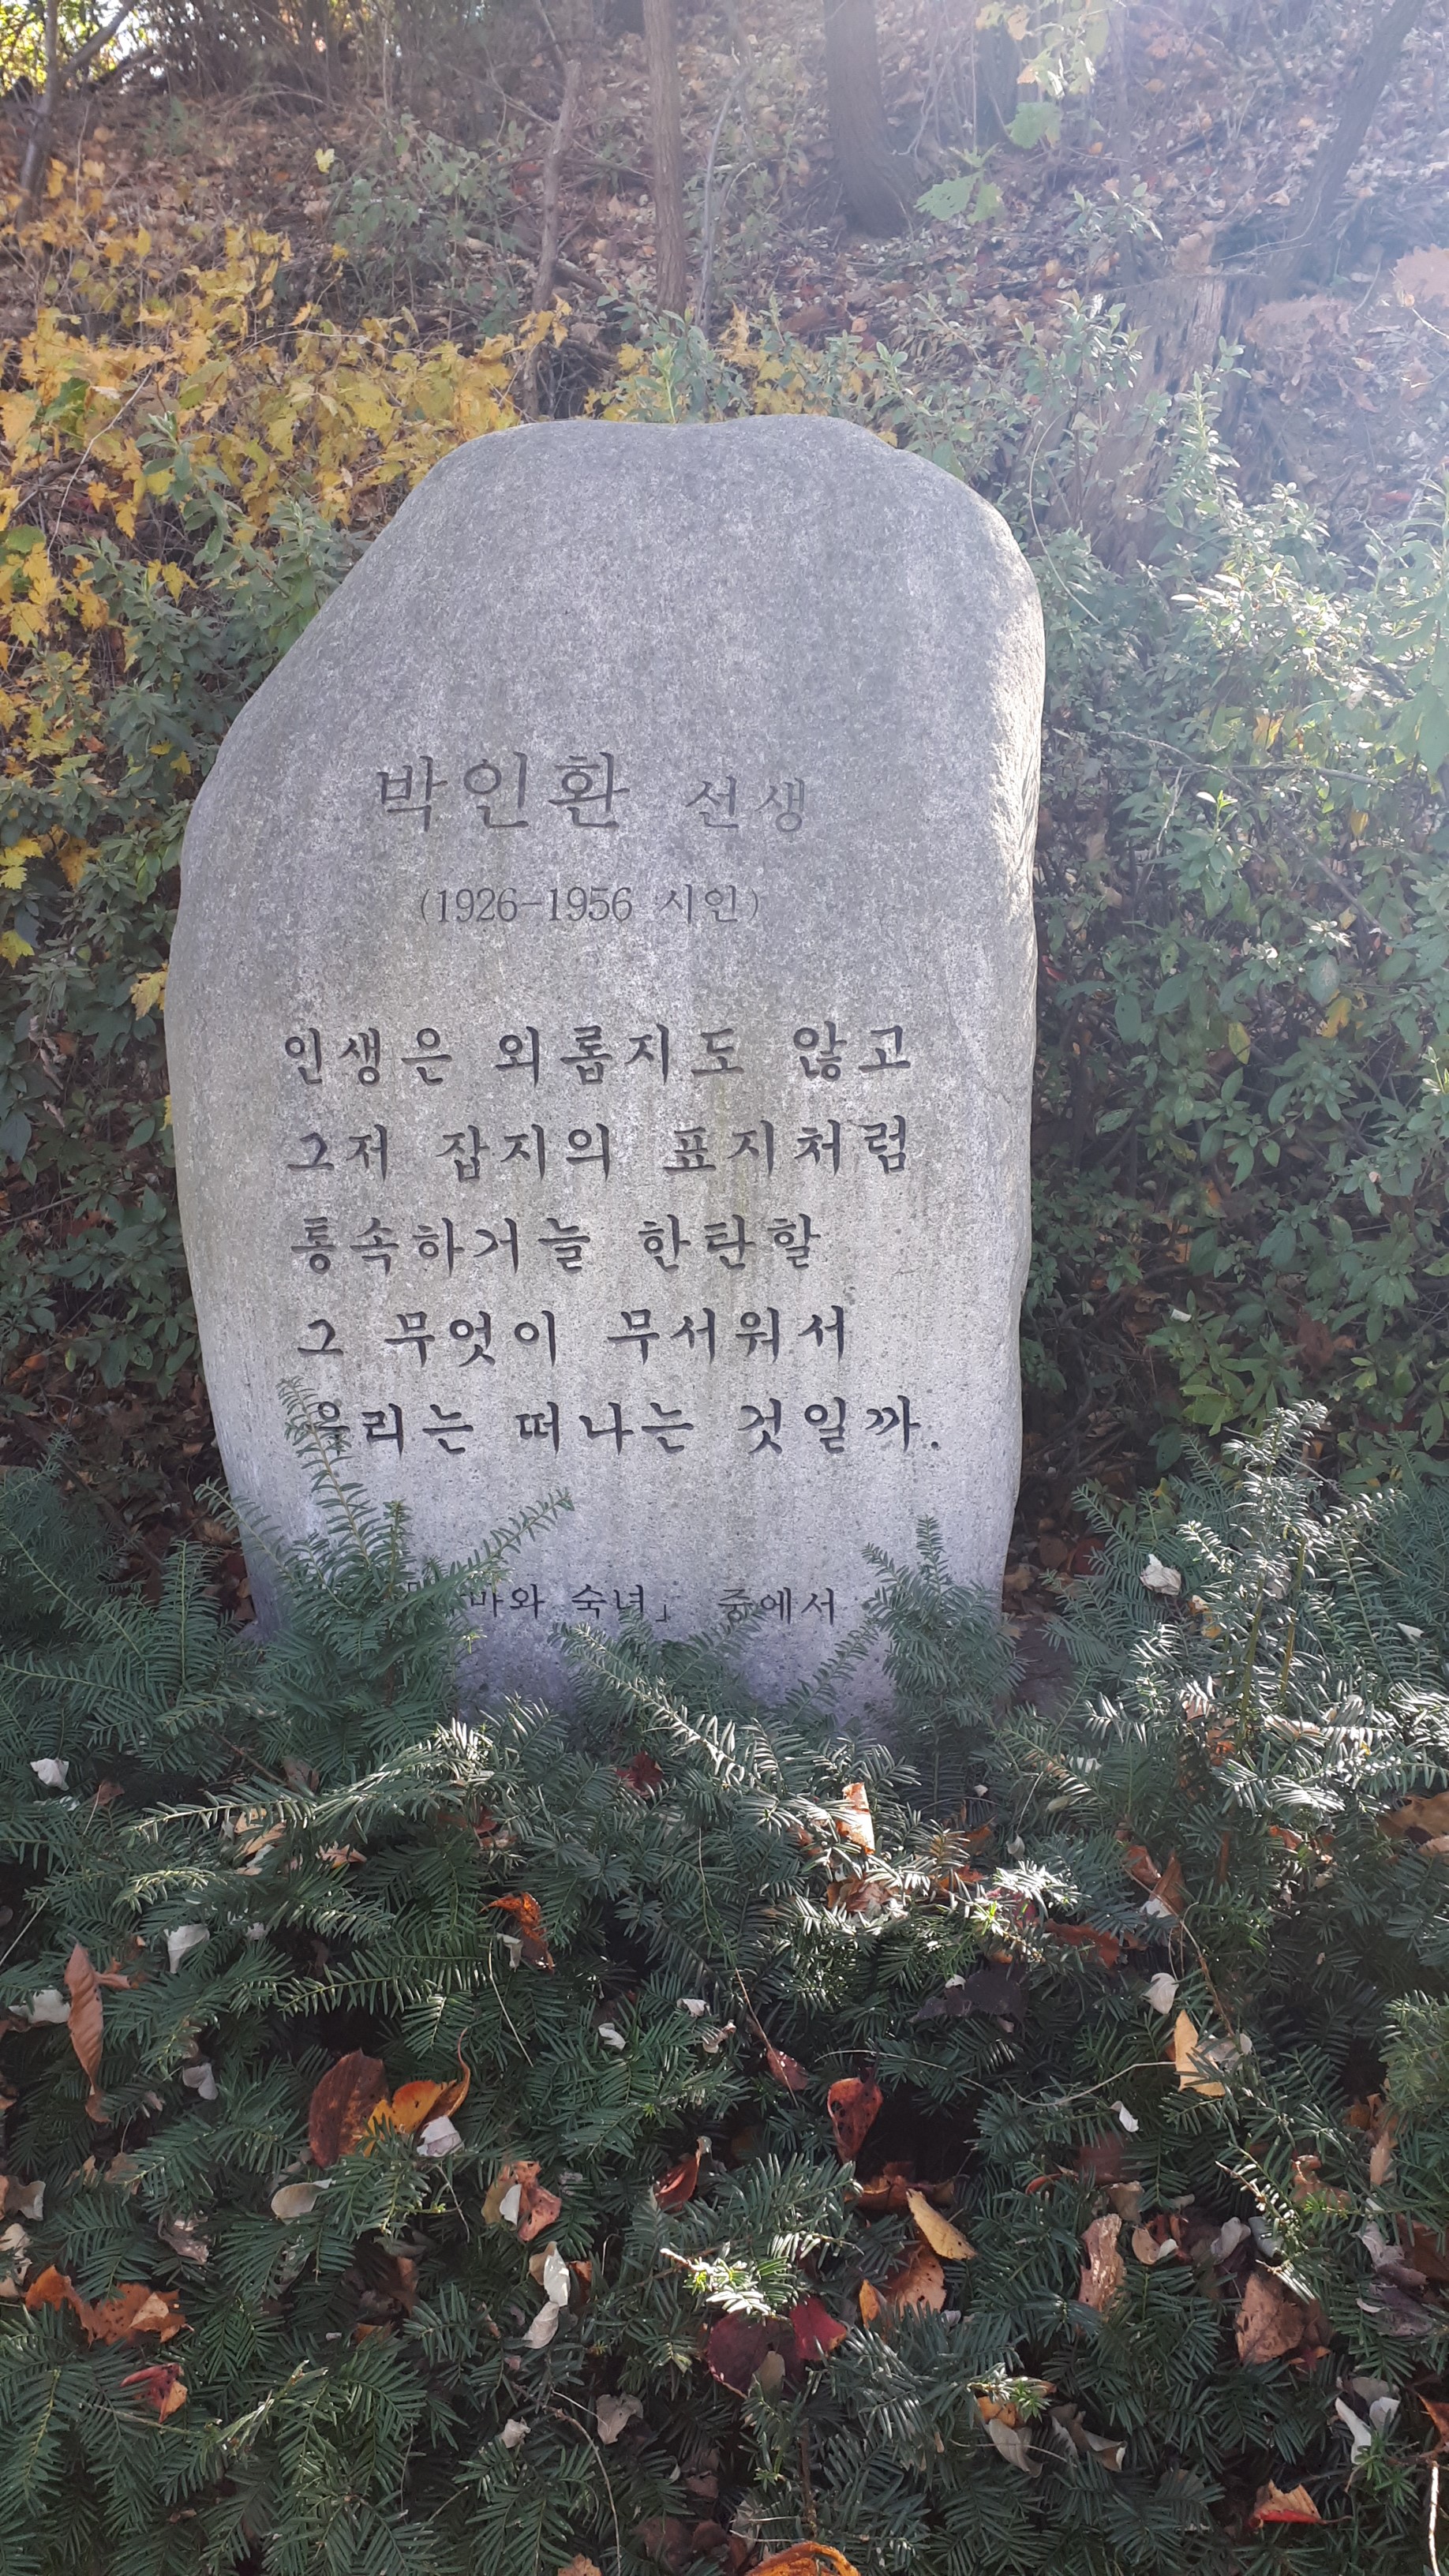 박인환 선생
(1926-1956 시인)
인생은 외롭지도 않고
그저 잡지의 표지처럼
통속하거늘 한탄할
그 무엇이 무서워서
우리는 떠나는 것일까.
숙녀」 중에서